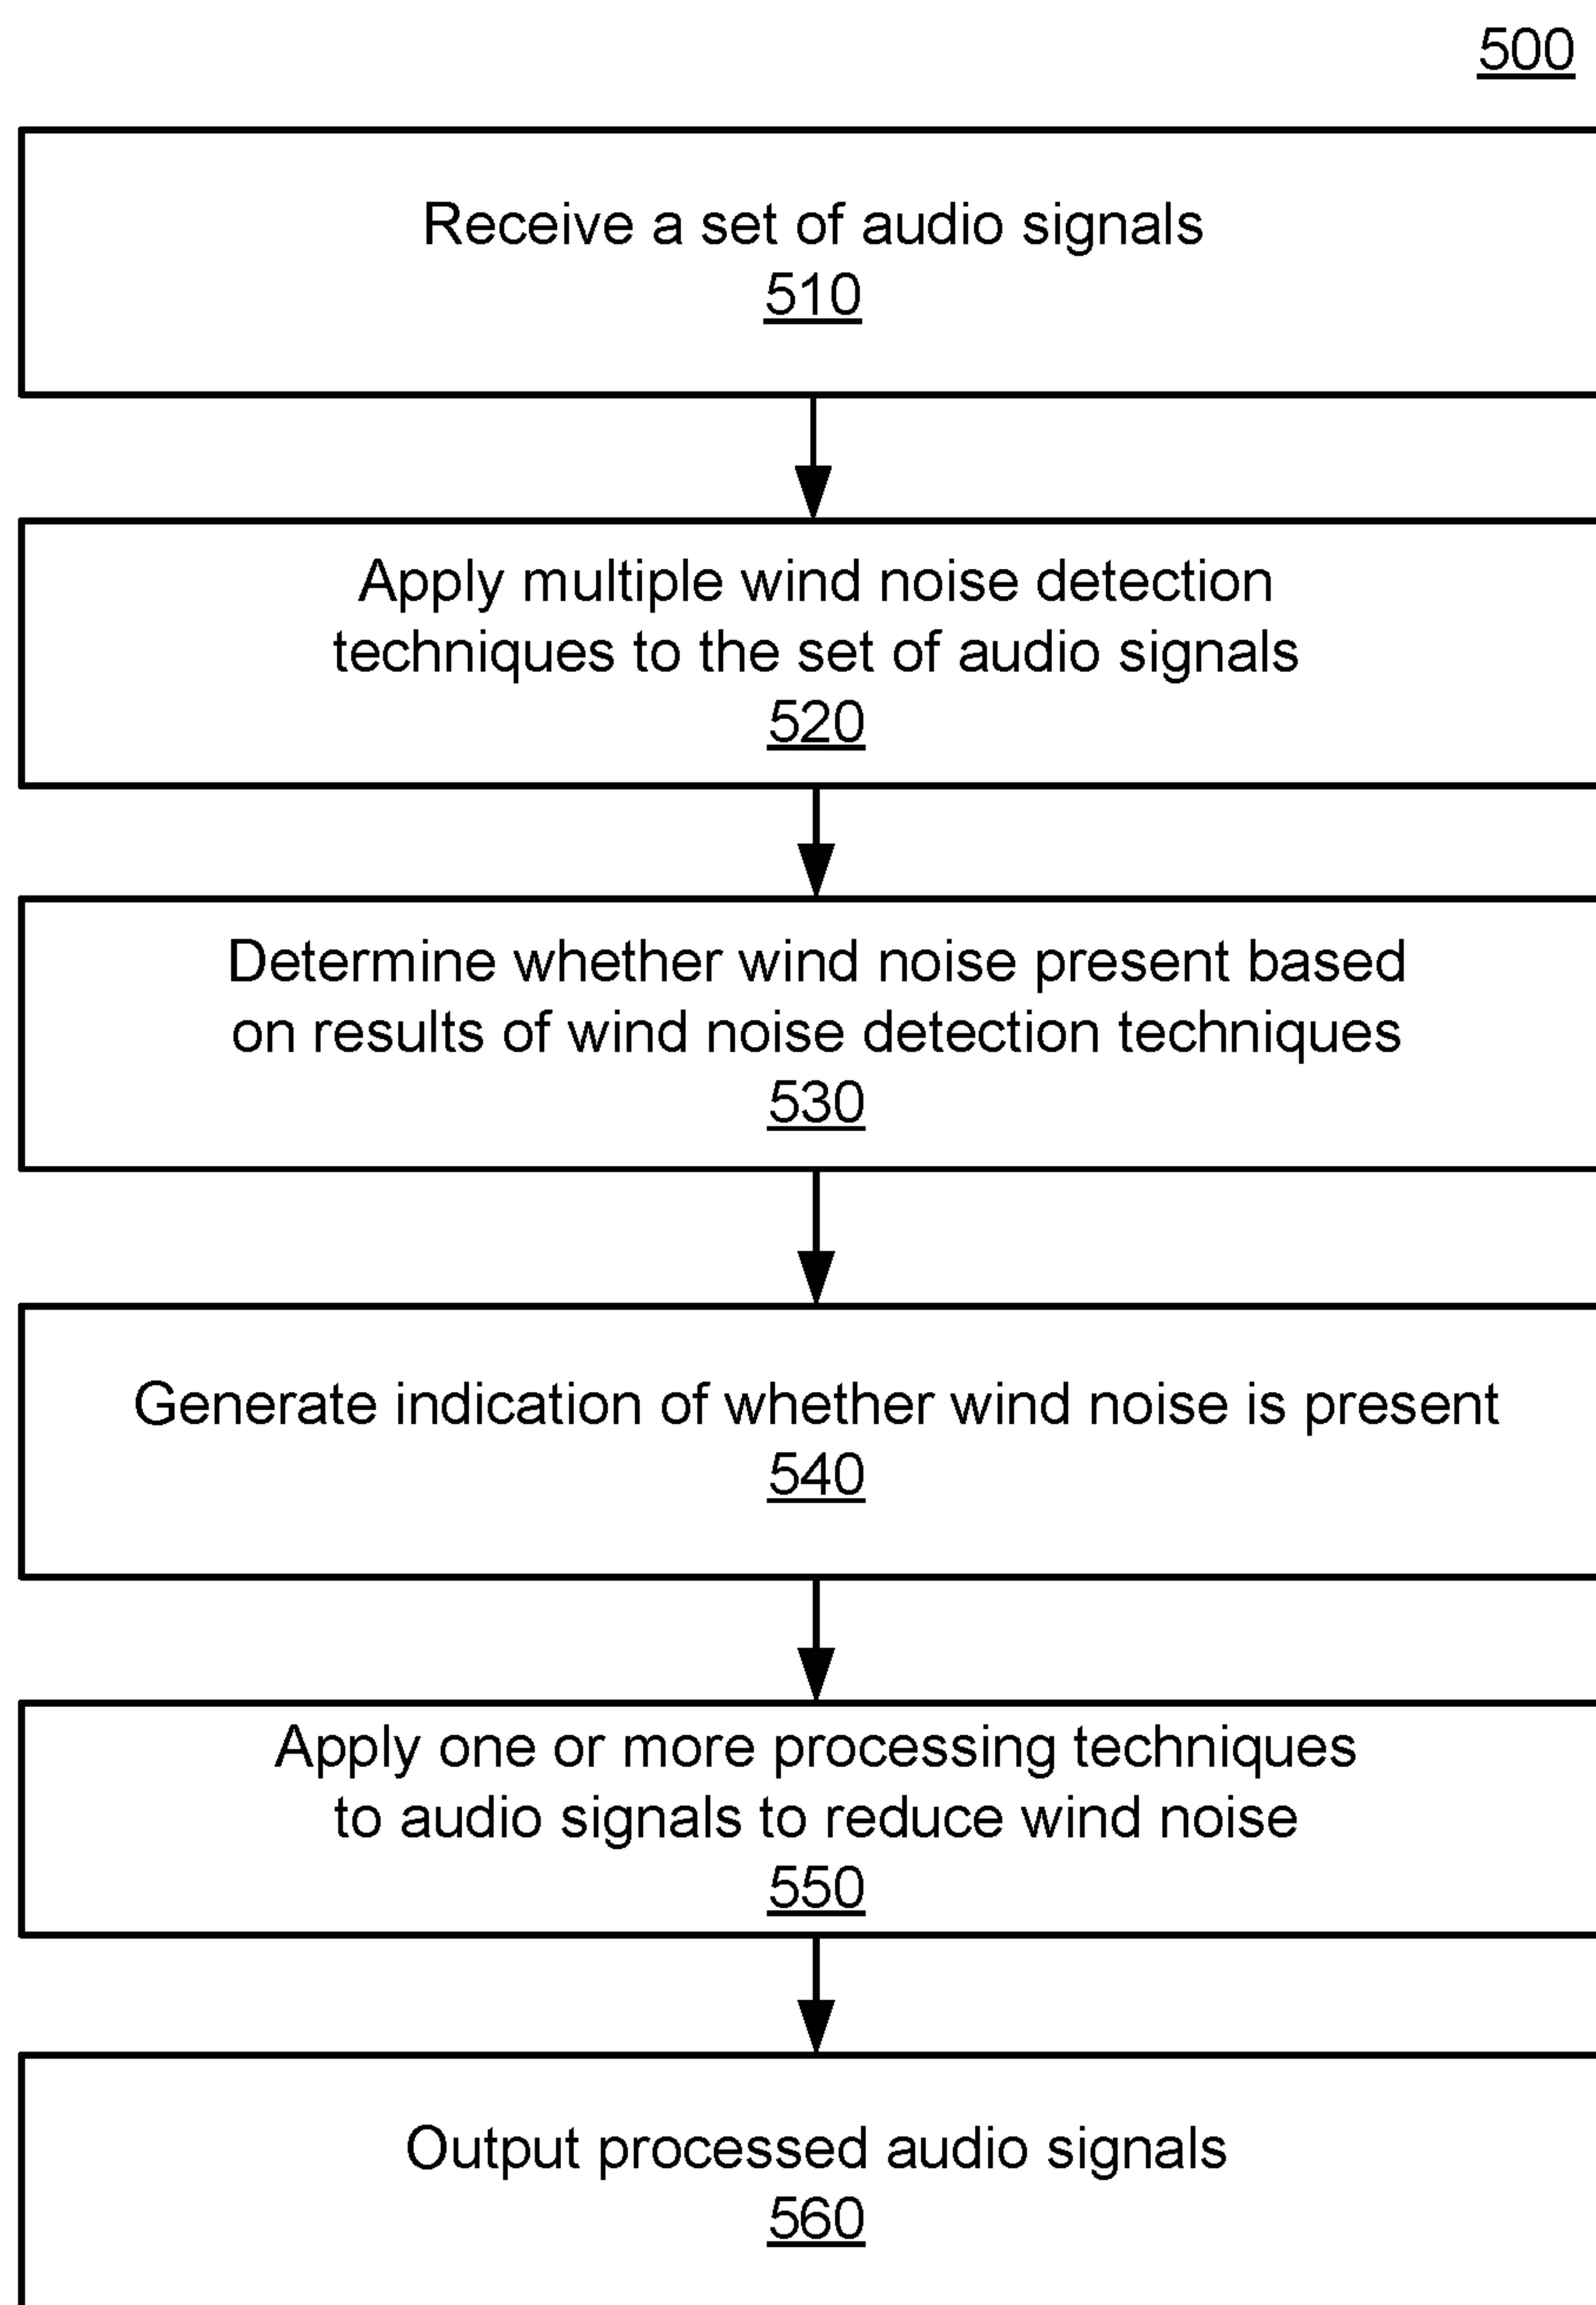 500
Receive a set of audio signals
510
Apply multiple wind noise detection
techniques to the set of audio signals
520
Determine whether wind noise present based
on results of wind noise detection techniques
530
Generate indication of whether wind noise is present
540
Apply one or more processing techniques
to audio signals to reduce wind noise
550
Output processed audio signals
560